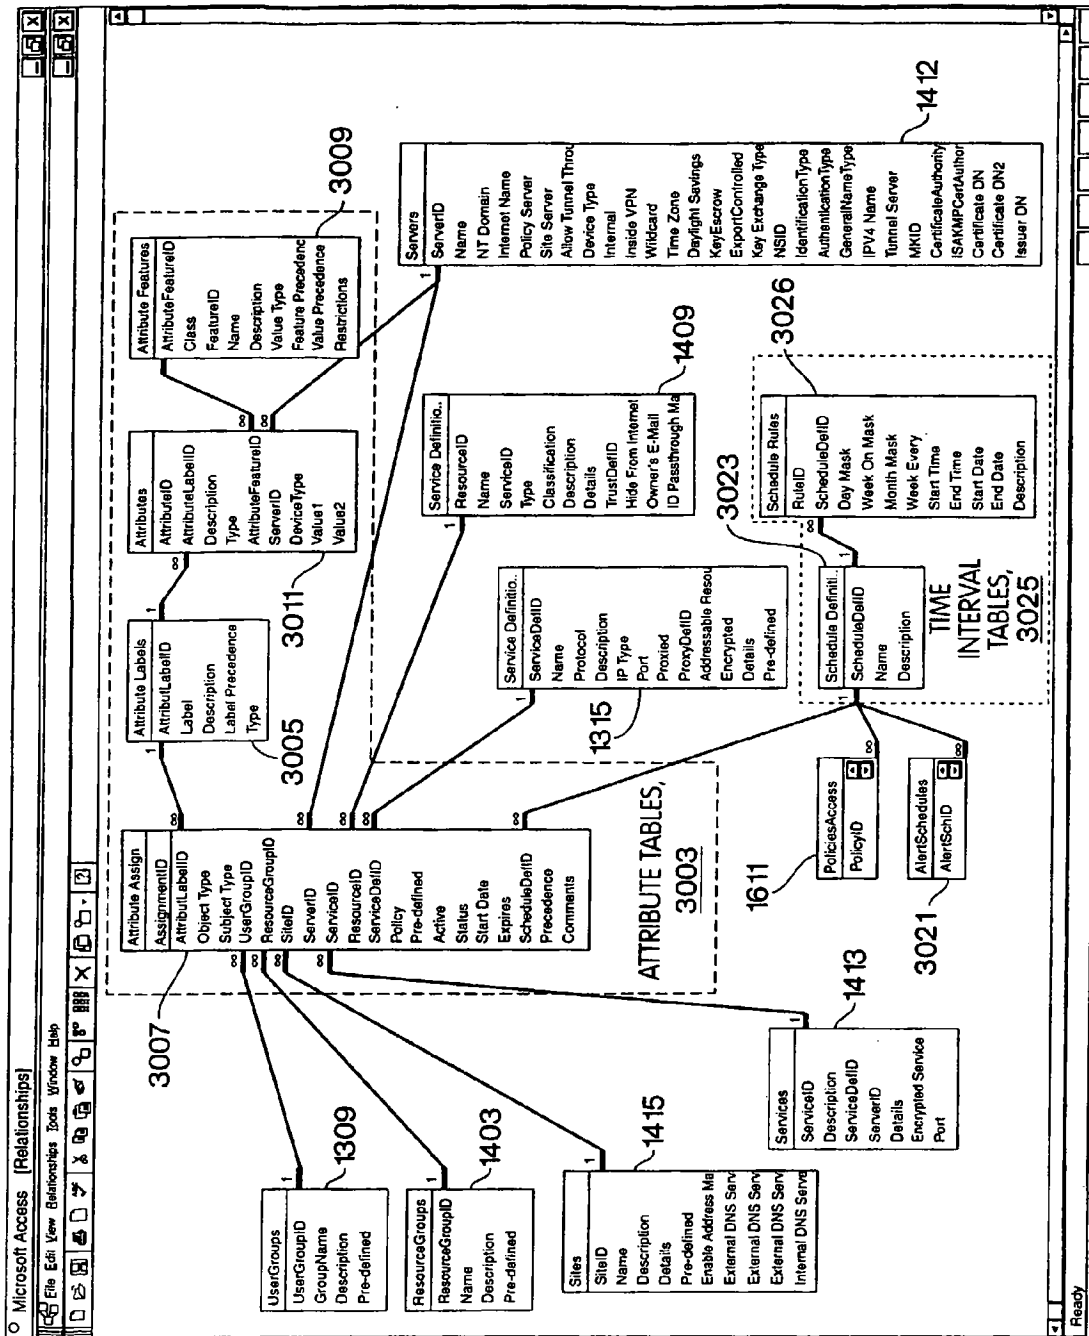 Microsoft Access [Relationships]
File Edit View Relationships Tools Window Help
UserGroups
UserGroupID
GroupName
Description
Pre-defined
1309
ResourceGroups
ResourceGroupID
Name
Description
Pre-defined
1403
Sites
SiteID
Name
Description
Details
Pre-defined
Enable Address Ma
External DNS Serv
External DNS Serv
External DNS Serv
Internal DNS Serve
1415
Services
ServiceID
Description
ServiceDefID
ServerID
Details
Encrypted Service
Port
1413
3007
Attribute Assign
AssignmentID
AttributLabelID
Object Type
Subject Type
UserGroupID
ResourceGroupID
SiteID
ServerID
ServiceID
ResourceID
ServiceDefID
Policy
Pre-defined
Active
Status
Start Date
Expires
ScheduleDefID
Precedence
Comments
ATTRIBUTE TABLES,
3003
Attribute Labels
AttributLabelID
Label
Description
Label Precedence
Type
3005
Attributes
AttributeID
AttributeLabelID
Description
Type
AttributeFeatureID
ServerID
DeviceType
Value1
Value2
3011
Attribute Features
AttributeFeatureID
Class
FeatureID
Name
Description
Value Type
Feature Precedenc
Value Precedence
Restrictions
3009
Servers
ServerID
Name
NT Domain
Internet Name
Policy Server
Site Server
Allow Tunnel Throu
Device Type
Internal
Inside VPN
Wildcard
Time Zone
Daylight Savings
KeyEscrow
ExportControlled
Key Exchange Type
NSID
IdentificationType
AuthenticationType
GeneralNameType
IPV4 Name
Tunnel Server
MKID
CertificateAuthority
ISAKMPCertAuthor
Certificate DN
Certificate DN2
Issuer DN
1412
Service Definitio..
ResourceID
Name
ServiceID
Type
Classification
Description
Details
TrustDefID
Hide From Internet
Owner's E-Mail
ID Passthrough Ma
1409
Service Definitio..
ServiceDefID
Name
Protocol
Description
IP Type
Port
Proxied
ProxyDefID
Addressable Resou
Encrypted
Details
Pre-defined
1315
PoliciesAccess
PolicyID
1611
AlertSchedules
AlertSchID
3021
Schedule Definiti..
ScheduleDefID
Name
Description
3023
Schedule Rules
RuleID
ScheduleDefID
Day Mask
Week On Mask
Month Mask
Week Every
Start Time
End Time
Start Date
End Date
Description
3026
TIME
INTERVAL
TABLES,
3025
1 ∞ 1 ∞ 1 ∞ 1 ∞ 1 ∞ 1 ∞ 1 ∞ 1 ∞ 1 ∞ 1 ∞
Ready